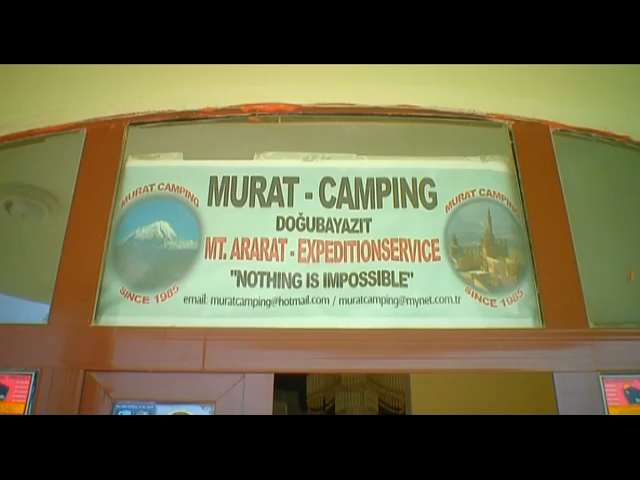 MURAT - CAMPING
DOĞUBAYAZIT
MT. ARARAT - EXPEDITIONSERVICE
"NOTHING IS IMPOSSIBLE"
email: muratcamping@hotmail.com / muratcamping@mynet.com.tr
MURAT CAMPING
SINCE 1985
MURAT CAMPING
SINCE 1985